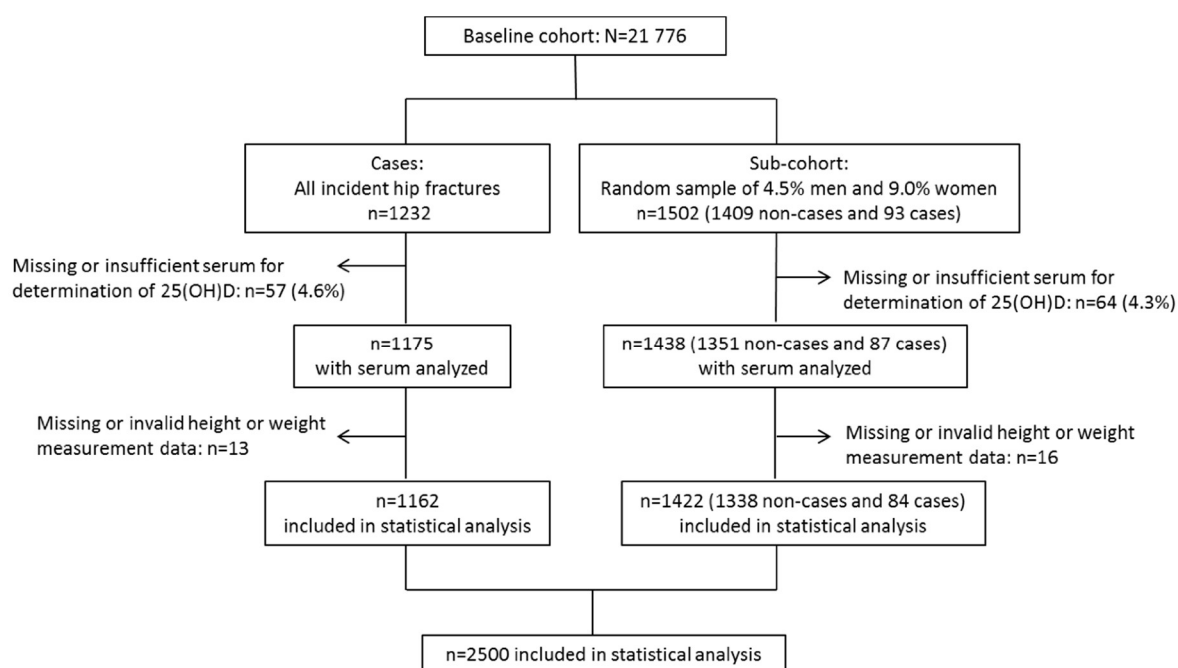 Baseline cohort: N=21 776
Cases:
All incident hip fractures
n=1232
Sub-cohort:
Random sample of 4.5% men and 9.0% women
n=1502 (1409 non-cases and 93 cases)
Missing or insufficient serum for
determination of 25(OH)D: n=57 (4.6%)
Missing or insufficient serum for
determination of 25(OH)D: n=64 (4.3%)
n=1175
with serum analyzed
n=1438 (1351 non-cases and 87 cases)
with serum analyzed
Missing or invalid height or weight
measurement data: n=13
Missing or invalid height or weight
measurement data: n=16
n=1162
included in statistical analysis
n=1422 (1338 non-cases and 84 cases)
included in statistical analysis
n=2500 included in statistical analysis